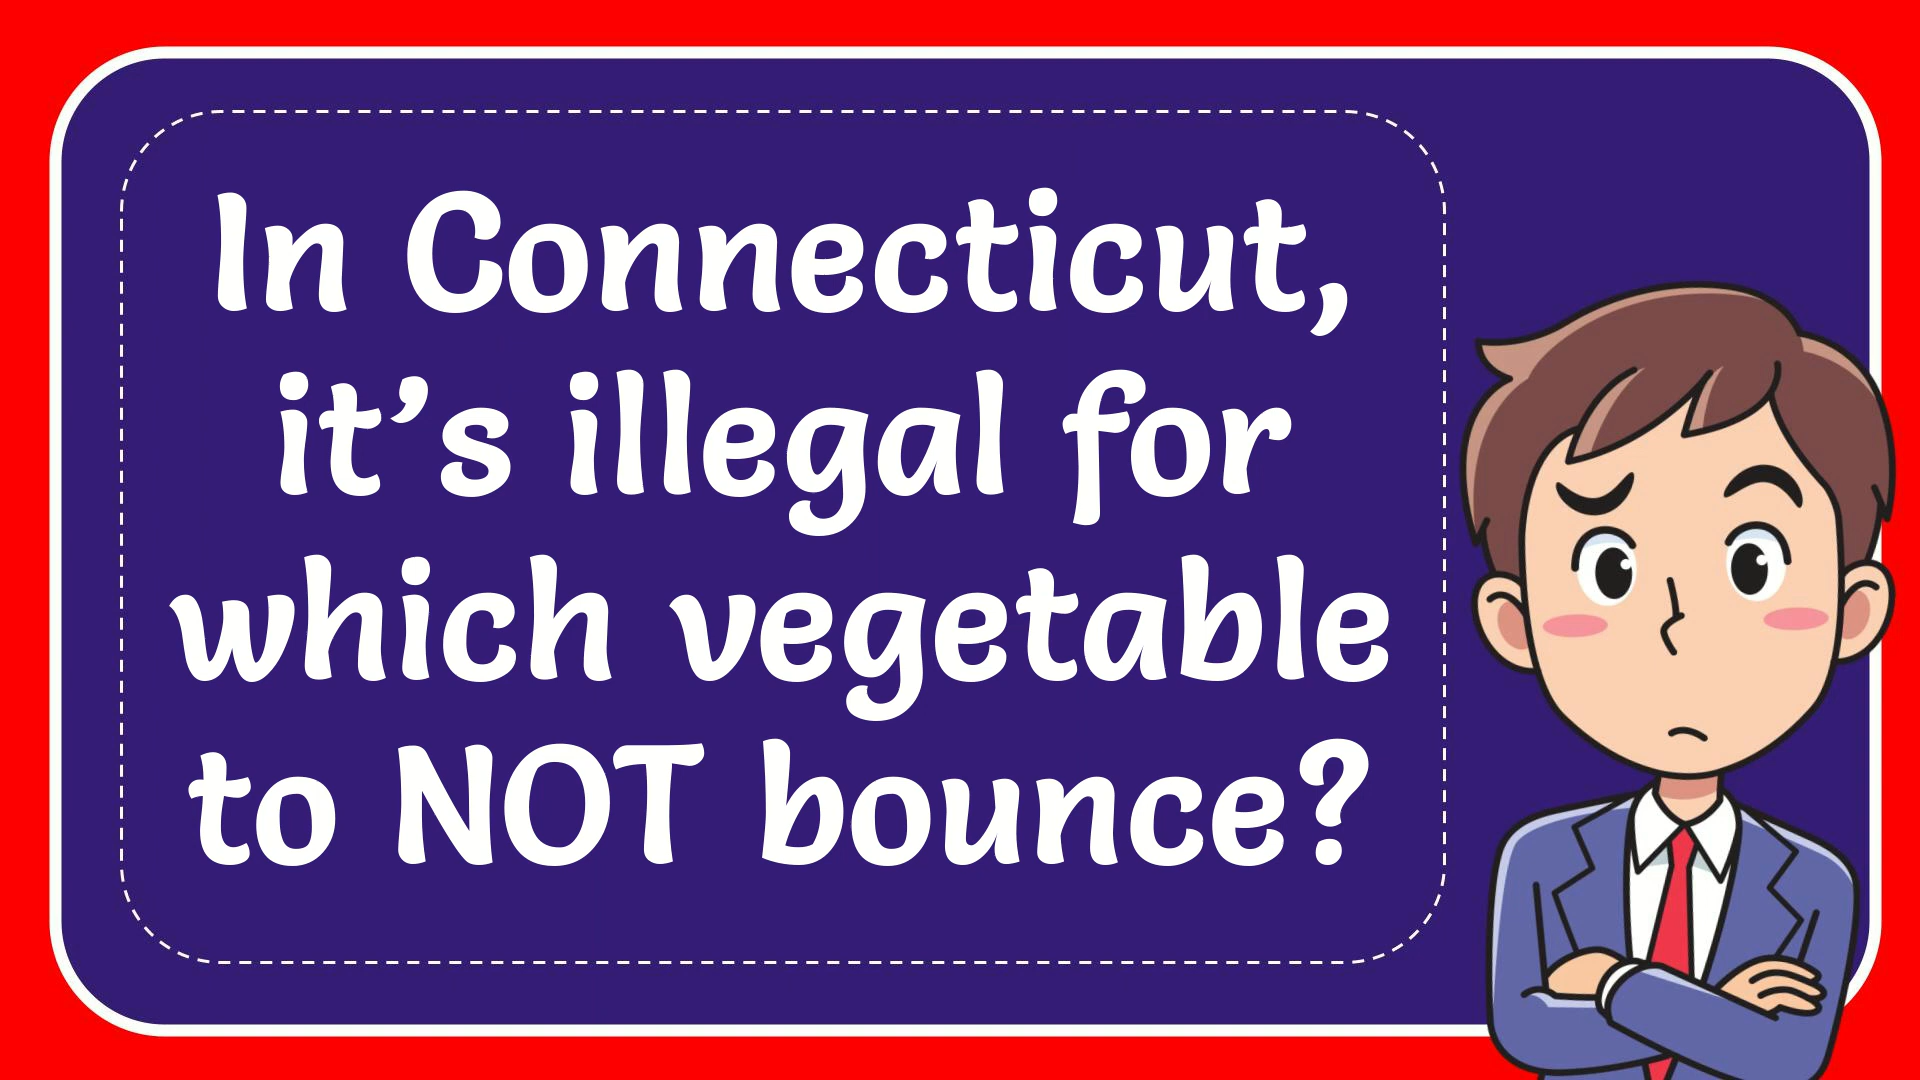 In Connecticut,
it’s illegal for
which vegetable
to NOT bounce?